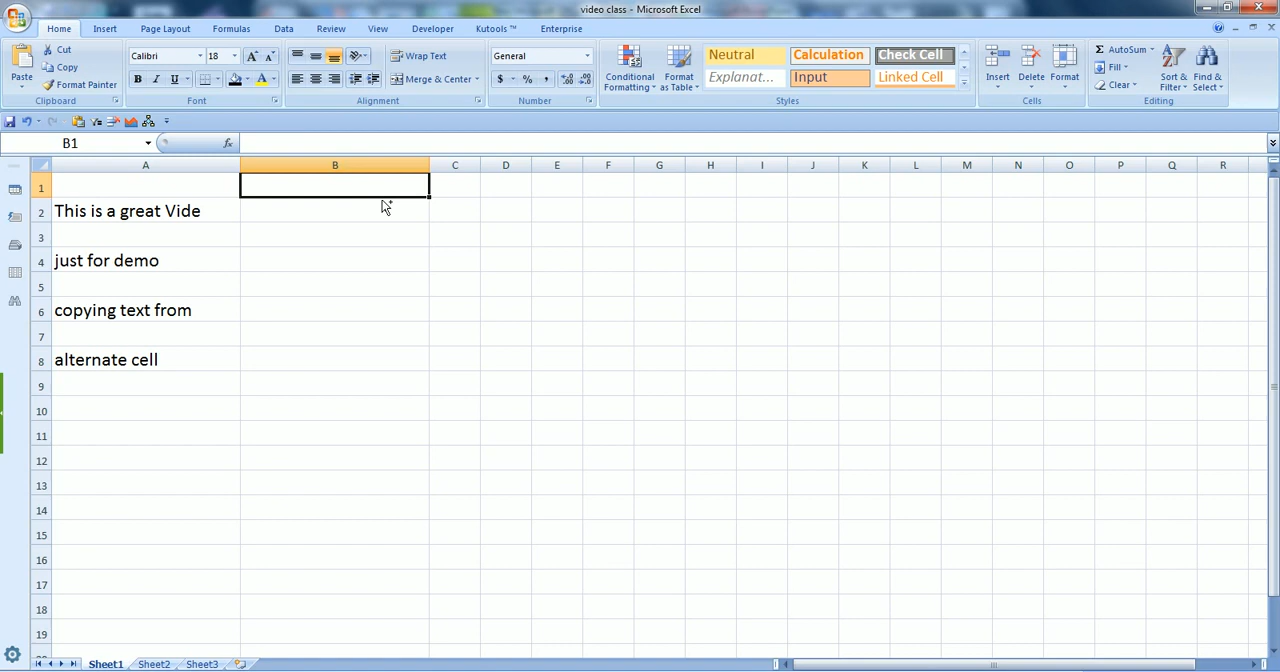 video class - Microsoft Excel
Home Insert Page Layout Formulas Data Review View Developer Kutools ™ Enterprise
Paste
Cut
Copy
Format Painter
Clipboard
Calibri 18
B I U
Font
Wrap Text
Merge & Center
Alignment
General
$ % ,
Number
Conditional Formatting
Format as Table
Neutral Calculation Check Cell
Explanat... Input Linked Cell
Styles
Insert Delete Format
Cells
Σ AutoSum
Fill
Clear
Sort & Filter
Find & Select
Editing
B1 fx
A B C D E F G H I J K L M N O P Q R
1
2 This is a great Vide
3
4 just for demo
5
6 copying text from
7
8 alternate cell
9
10
11
12
13
14
15
16
17
18
19
Sheet1 Sheet2 Sheet3